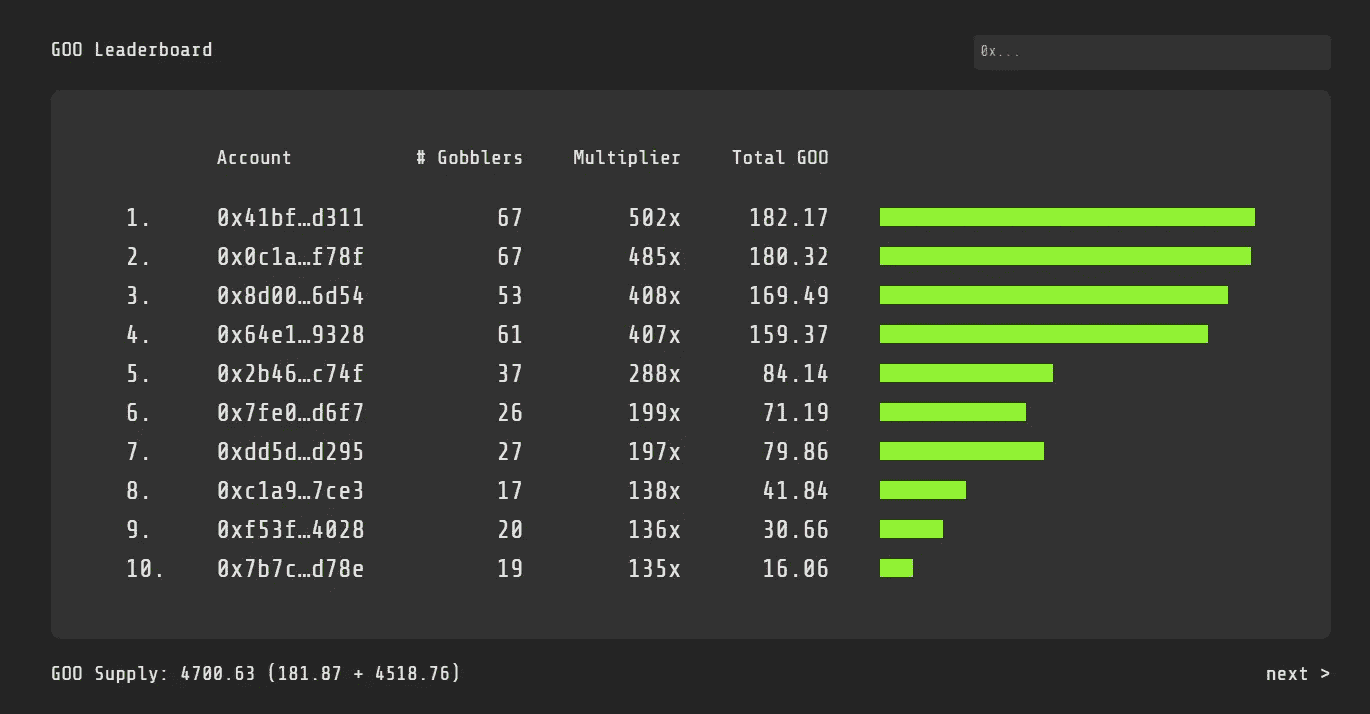 GOO Leaderboard
0x...
Account # Gobblers Multiplier Total GOO
1. 0x41bf…d311 67 502x 182.17
2. 0x0c1a…f78f 67 485x 180.32
3. 0x8d00…6d54 53 408x 169.49
4. 0x64e1…9328 61 407x 159.37
5. 0x2b46…c74f 37 288x 84.14
6. 0x7fe0…d6f7 26 199x 71.19
7. 0xdd5d…d295 27 197x 79.86
8. 0xc1a9…7ce3 17 138x 41.84
9. 0xf53f…4028 20 136x 30.66
10. 0x7b7c…d78e 19 135x 16.06
GOO Supply: 4700.63 (181.87 + 4518.76)
next >